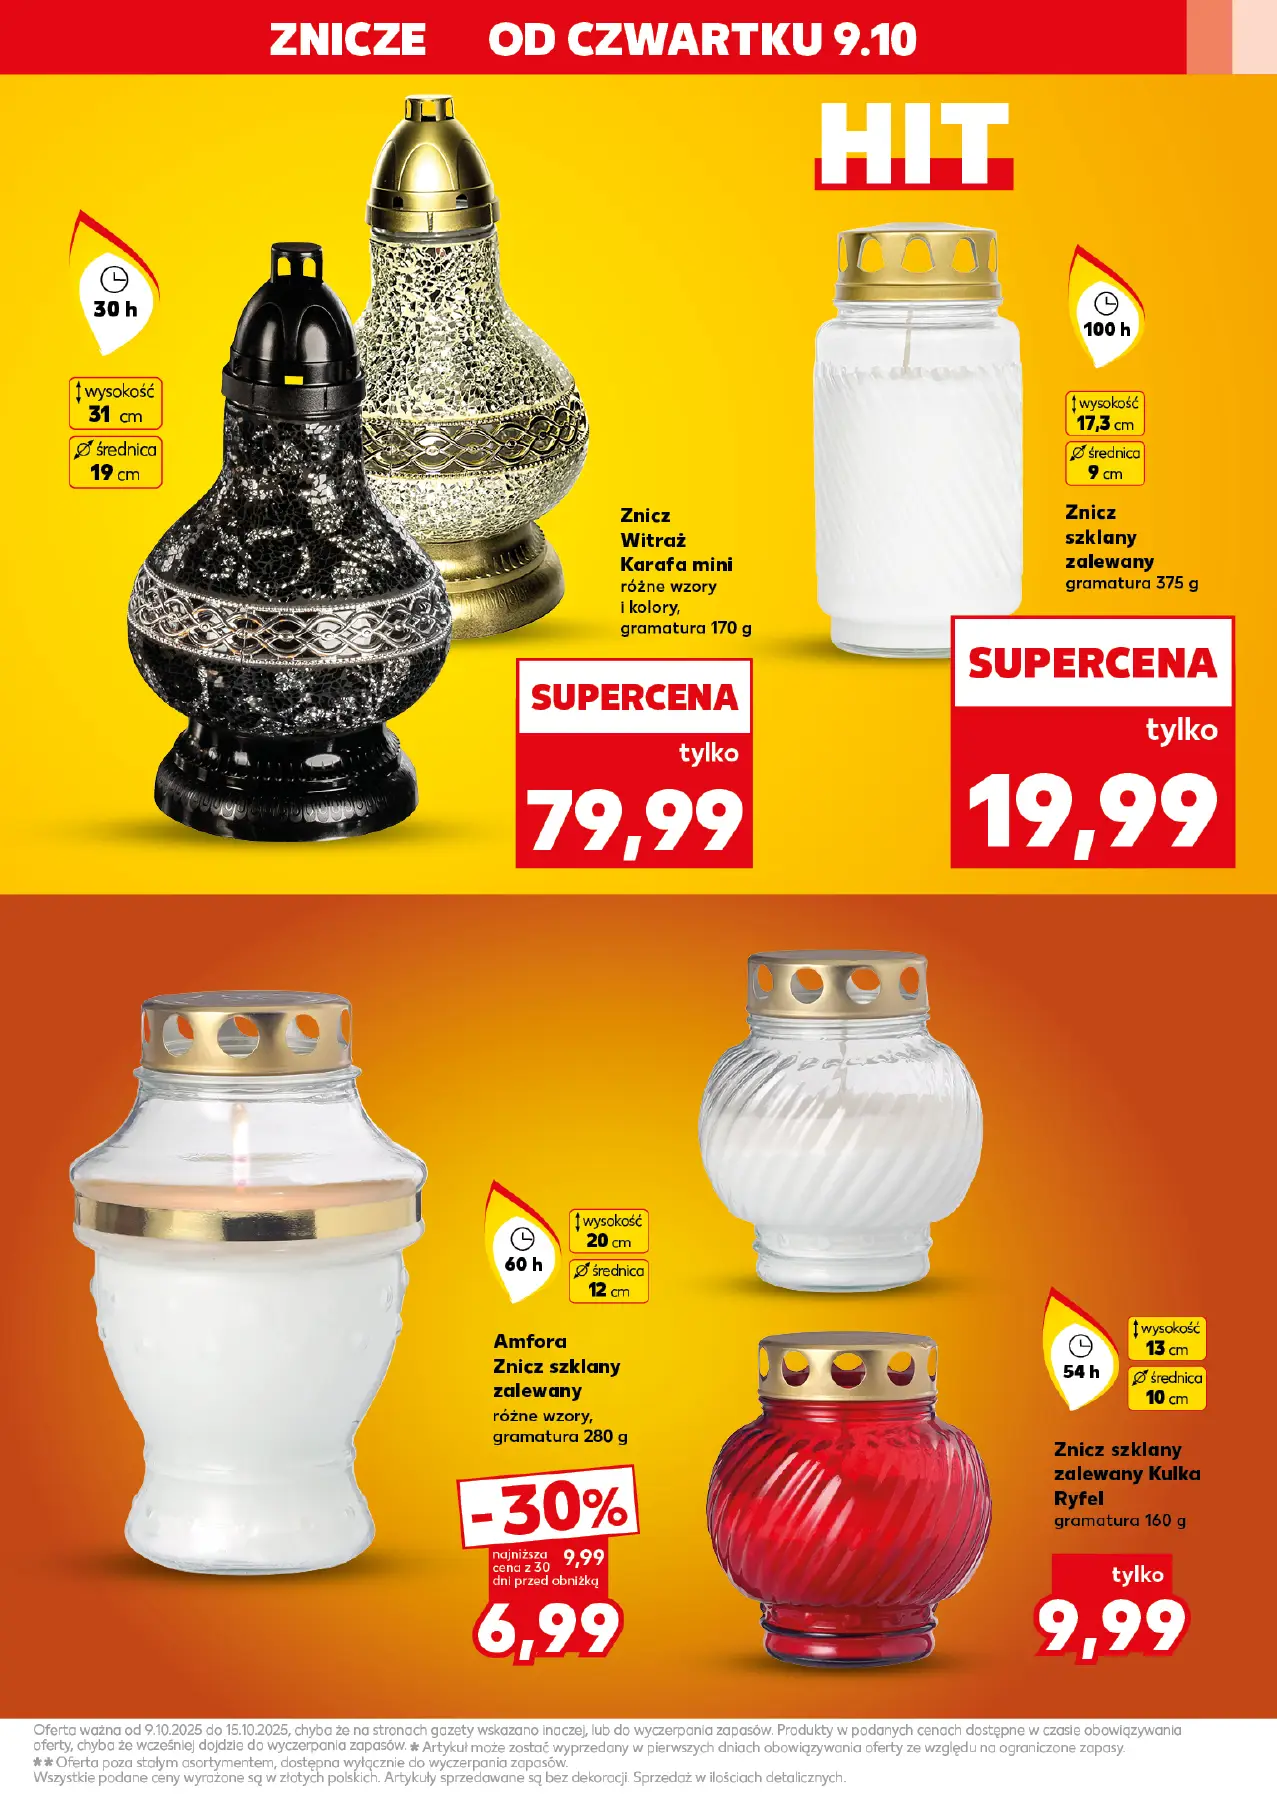 ZNICZE OD CZWARTKU 9.10
HIT
30 h
wysokość
31 cm
średnica
19 cm
100 h
wysokość
17,3 cm
średnica
9 cm
Znicz
Witraż
Karafa mini
różne wzory
i kolory,
gramatura 170 g
SUPERCENA
tylko
79,99
Znicz
szklany
zalewany
gramatura 375 g
SUPERCENA
tylko
19,99
60 h
wysokość
20 cm
średnica
12 cm
Amfora
Znicz szklany
zalewany
różne wzory,
gramatura 280 g
-30%
najniższa
cena z 30
dni przed obniżką
9,99
6,99
54 h
wysokość
13 cm
średnica
10 cm
Znicz szklany
zalewany Kulka
Ryfel
gramatura 160 g
tylko
9,99
Oferta ważna od 9.10.2025 do 15.10.2025, chyba że na stronach gazety wskazano inaczej, lub do wyczerpania zapasów. Produkty w podanych cenach dostępne w czasie obowiązywania
oferty, chyba że wcześniej dojdzie do wyczerpania zapasów. * Artykuł może zostać wyprzedany w pierwszych dniach obowiązywania oferty ze względu na ograniczone zapasy.
** Oferta poza stałym asortymentem, dostępna wyłącznie do wyczerpania zapasów.
Wszystkie podane ceny wyrażone są w złotych polskich. Artykuły sprzedawane są bez dekoracji. Sprzedaż w ilościach detalicznych.